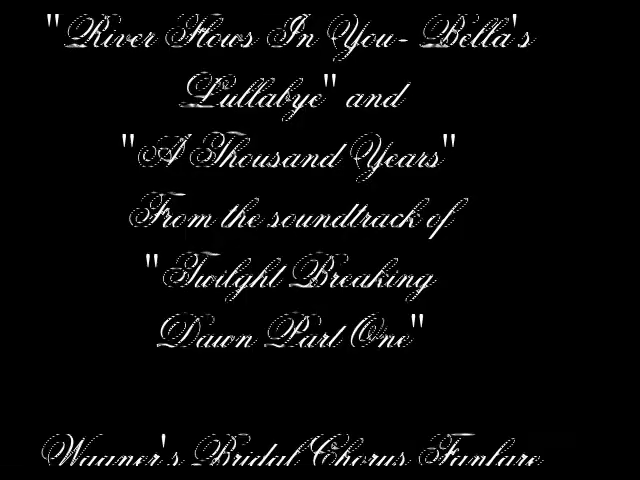 "River Flows In You- Bella's
Lullabye" and
"A Thousand Years"
From the soundtrack of
"Twilght Breaking
Dawn Part One"
Wagner's Bridal Chorus Fanfare